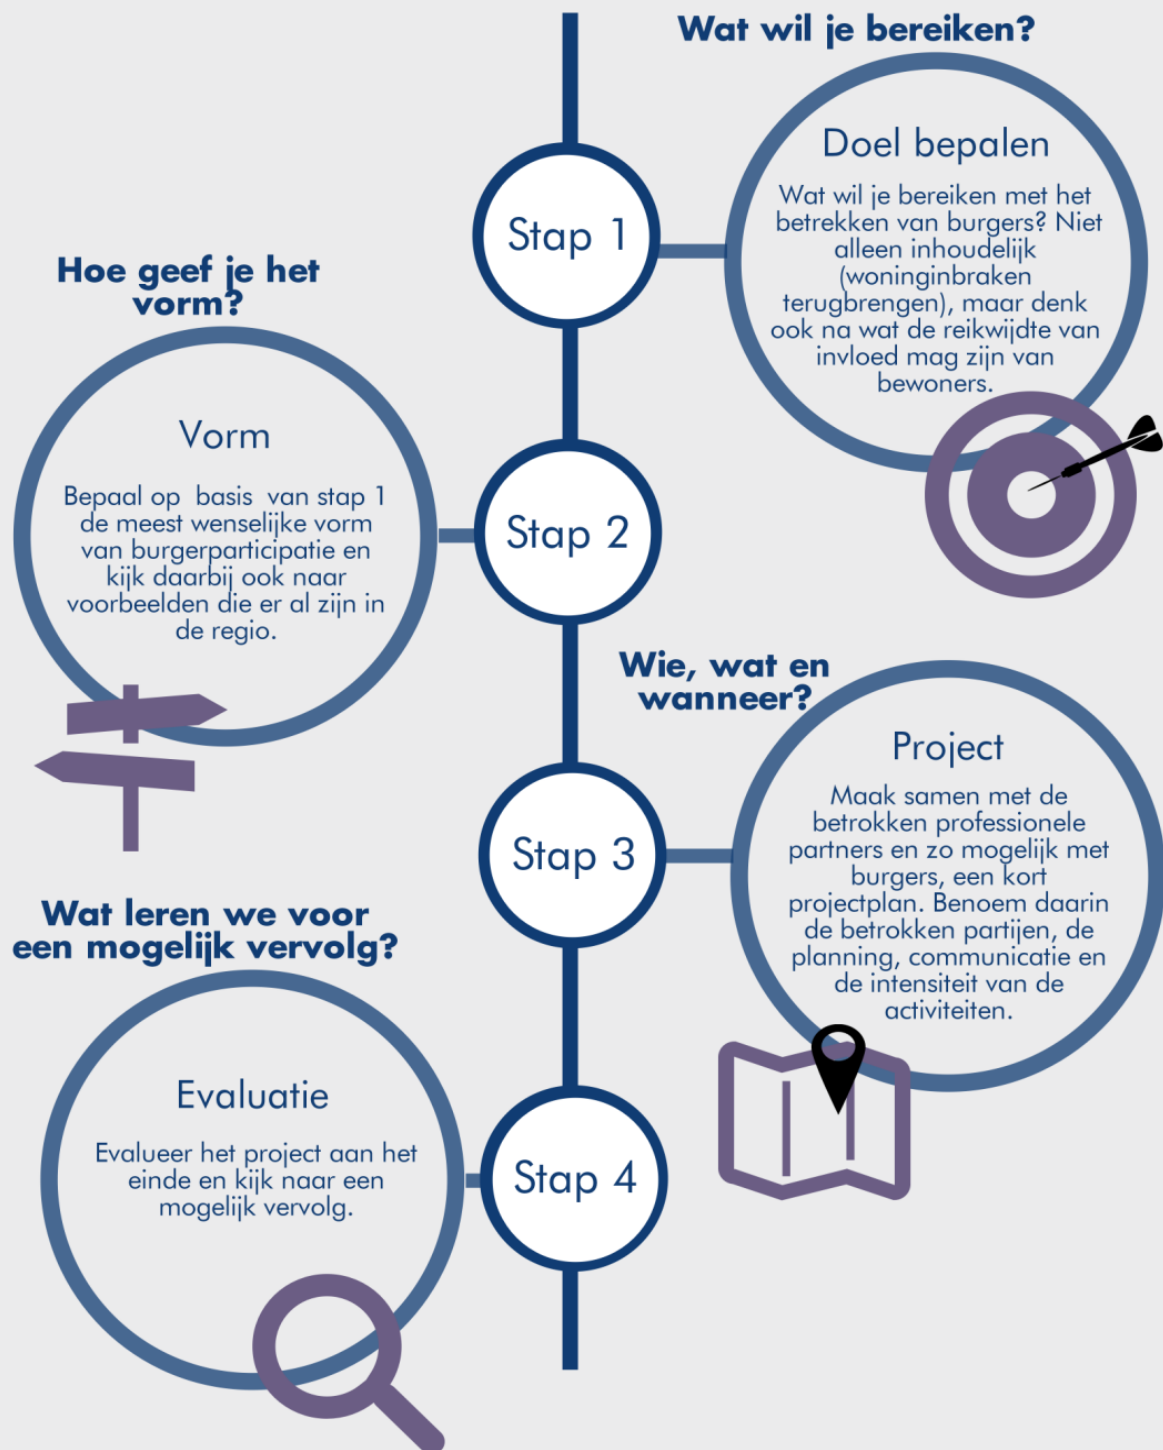 Wat wil je bereiken?
Stap 1
Doel bepalen
Wat wil je bereiken met het
betrekken van burgers? Niet
alleen inhoudelijk
(woninginbraken
terugbrengen), maar denk
ook na wat de reikwijdte van
invloed mag zijn van
bewoners.
Hoe geef je het
vorm?
Stap 2
Vorm
Bepaal op basis van stap 1
de meest wenselijke vorm
van burgerparticipatie en
kijk daarbij ook naar
voorbeelden die er al zijn in
de regio.
Wie, wat en
wanneer?
Stap 3
Project
Maak samen met de
betrokken professionele
partners en zo mogelijk met
burgers, een kort
projectplan. Benoem daarin
de betrokken partijen, de
planning, communicatie en
de intensiteit van de
activiteiten.
Wat leren we voor
een mogelijk vervolg?
Stap 4
Evaluatie
Evalueer het project aan het
einde en kijk naar een
mogelijk vervolg.